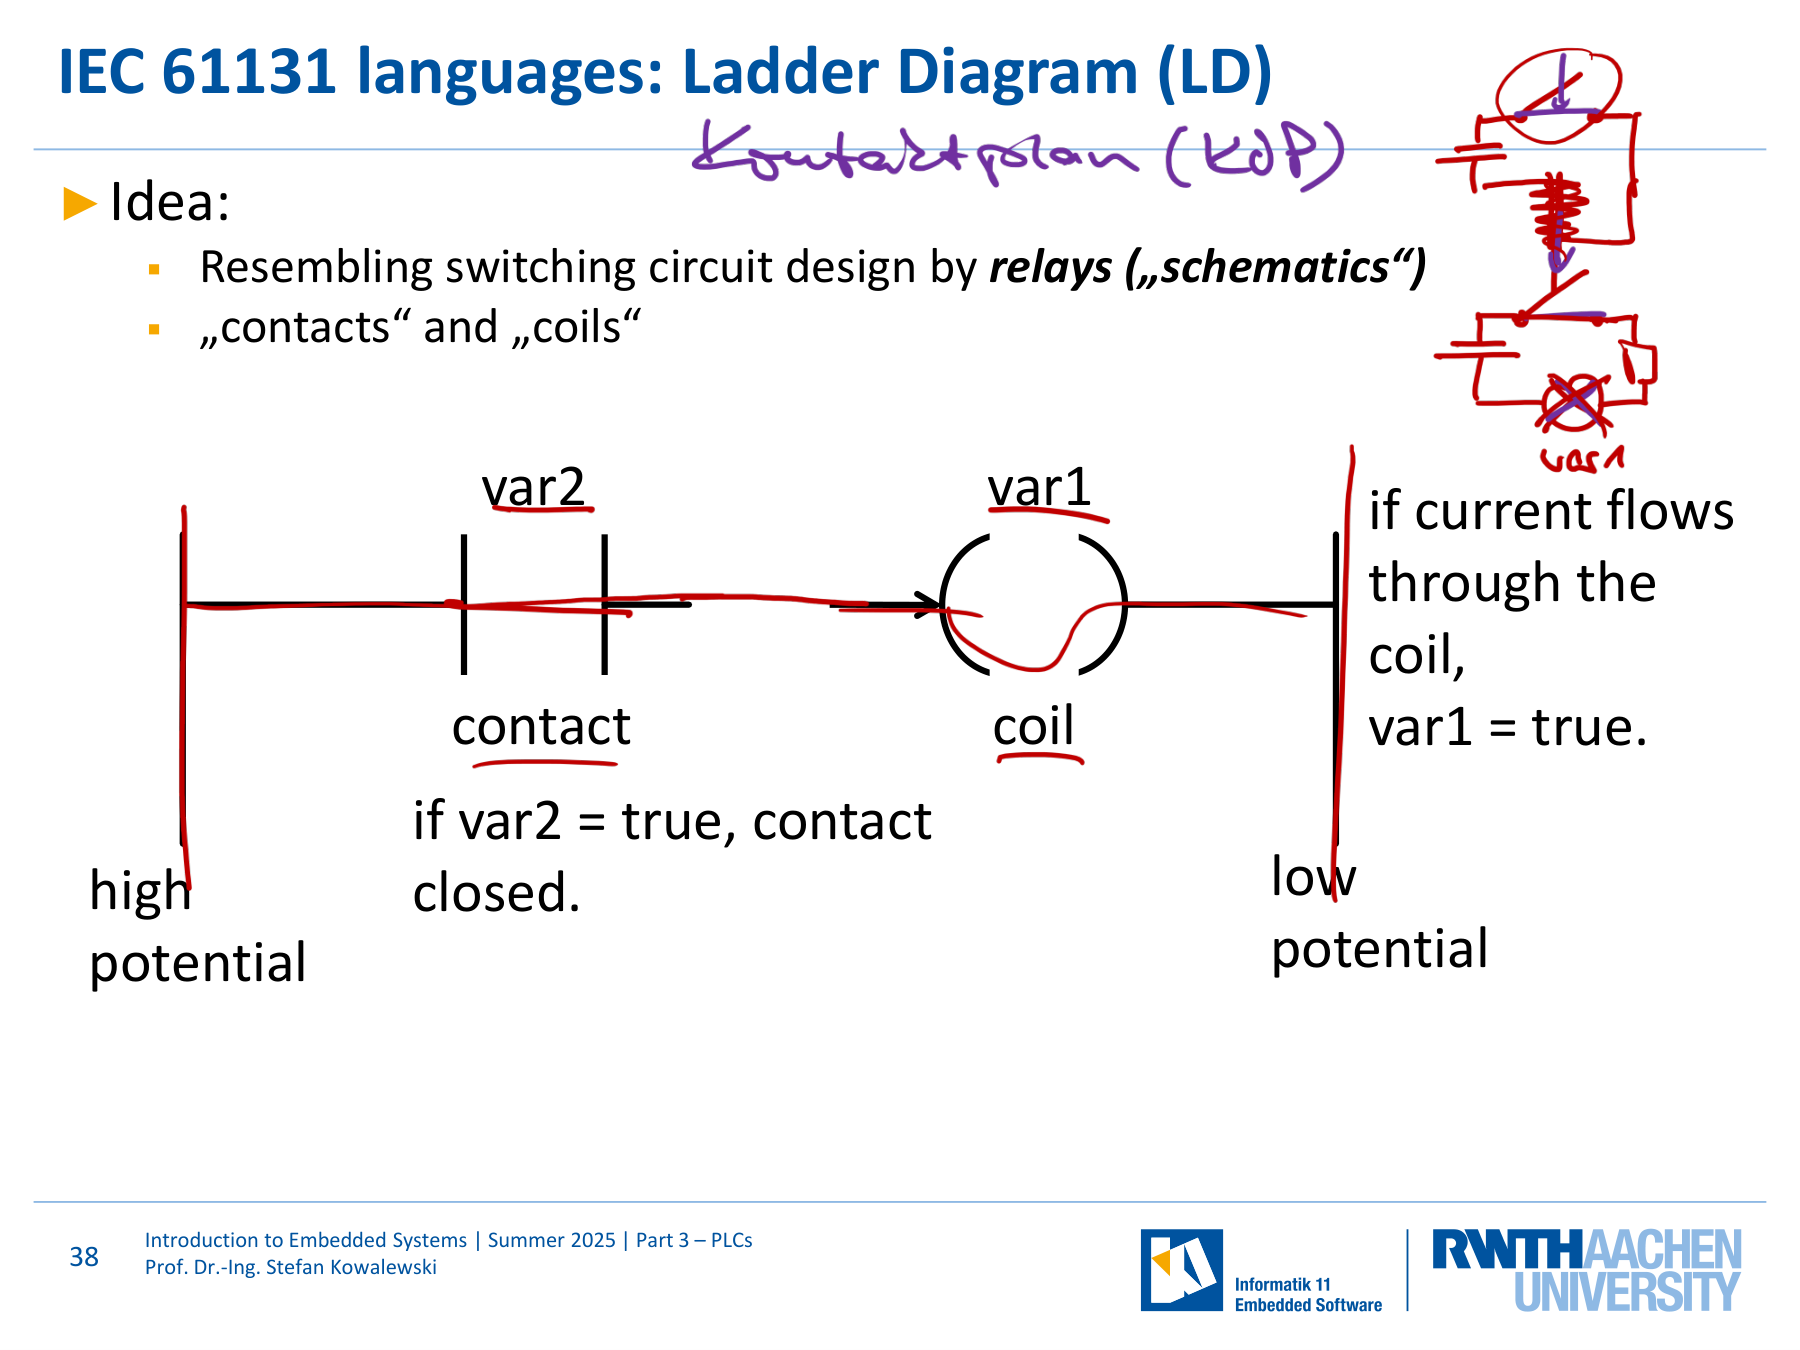 IEC 61131 languages: Ladder Diagram (LD)
Kontaktplan (KOP)
► Idea:
▪ Resembling switching circuit design by relays („schematics“)
▪ „contacts“ and „coils“
var1
var2
var1
if current flows
through the
coil,
var1 = true.
contact
coil
if var2 = true, contact
closed.
high
potential
low
potential
38
Introduction to Embedded Systems | Summer 2025 | Part 3 – PLCs
Prof. Dr.-Ing. Stefan Kowalewski
Informatik 11
Embedded Software
RWTH AACHEN
UNIVERSITY